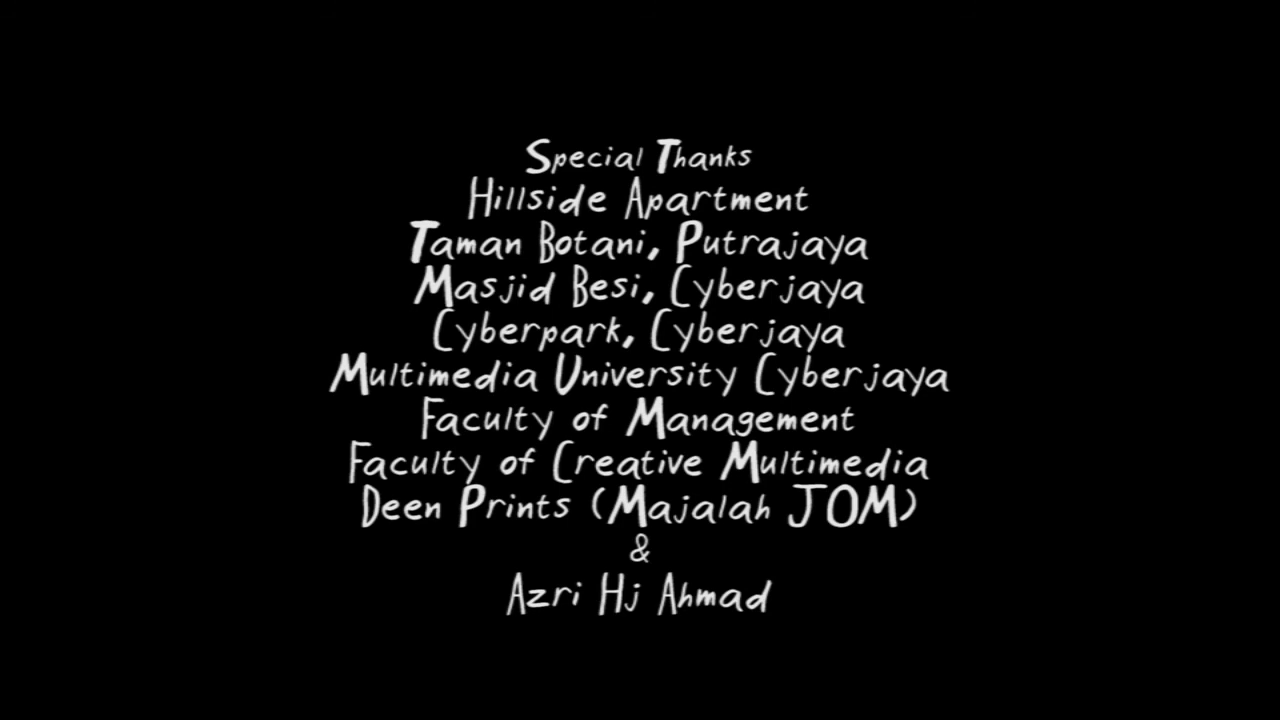 Special Thanks
Hillside Apartment
Taman Botani, Putrajaya
Masjid Besi, Cyberjaya
Cyberpark, Cyberjaya
Multimedia University Cyberjaya
Faculty of Management
Faculty of Creative Multimedia
Deen Prints (Majalah JOM)
&
Azri Hj Ahmad